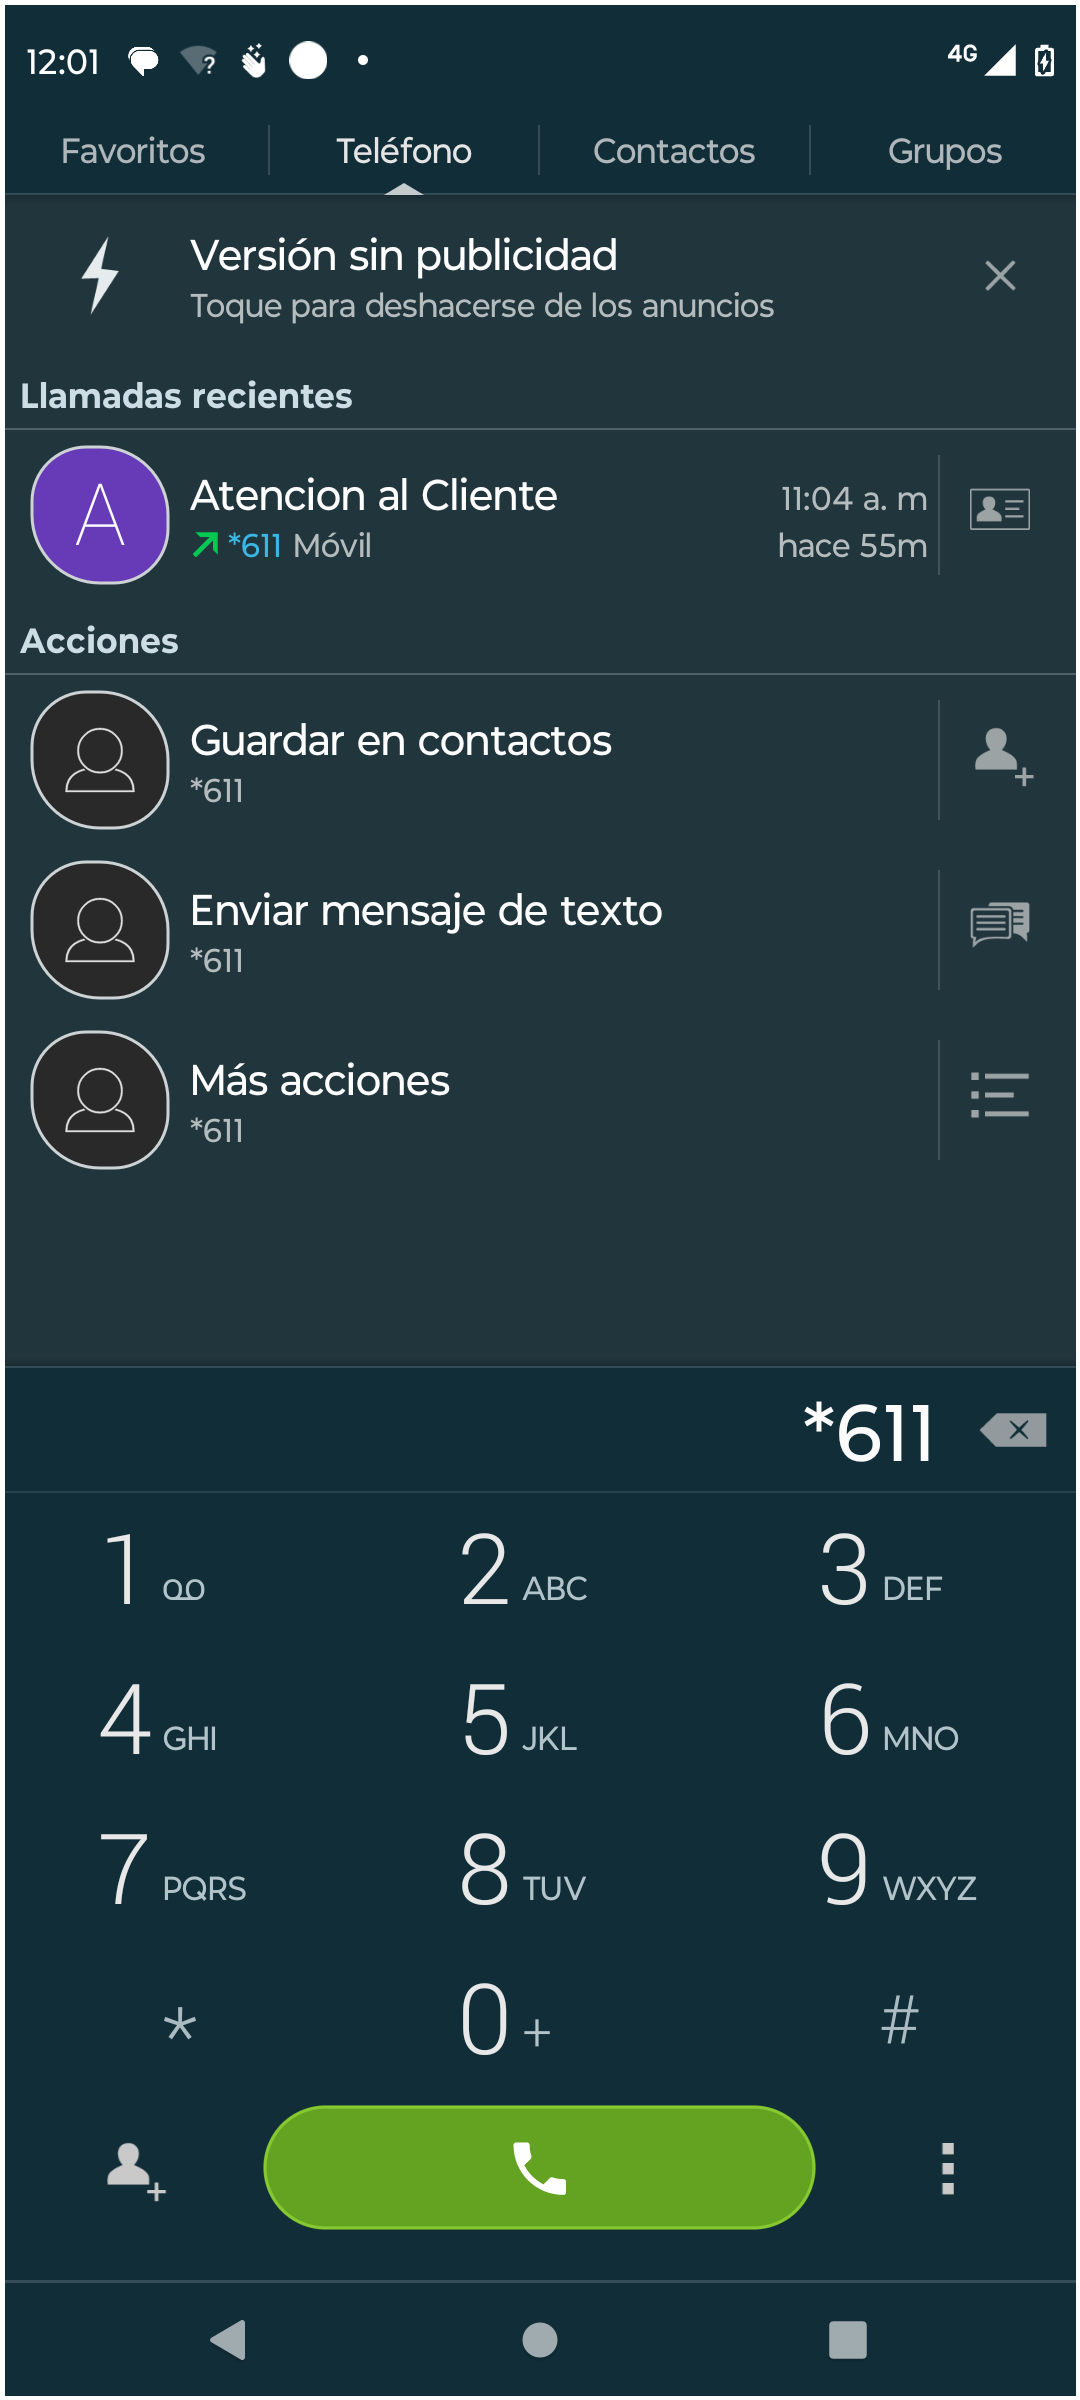 12:01 ? 4G
Favoritos Teléfono Contactos Grupos
Versión sin publicidad
Toque para deshacerse de los anuncios
Llamadas recientes
A Atencion al Cliente 11:04 a. m
*611 Móvil hace 55m
Acciones
Guardar en contactos
*611
Enviar mensaje de texto
*611
Más acciones
*611
*611
1 2 ABC 3 DEF
4 GHI 5 JKL 6 MNO
7 PQRS 8 TUV 9 WXYZ
* 0 + #